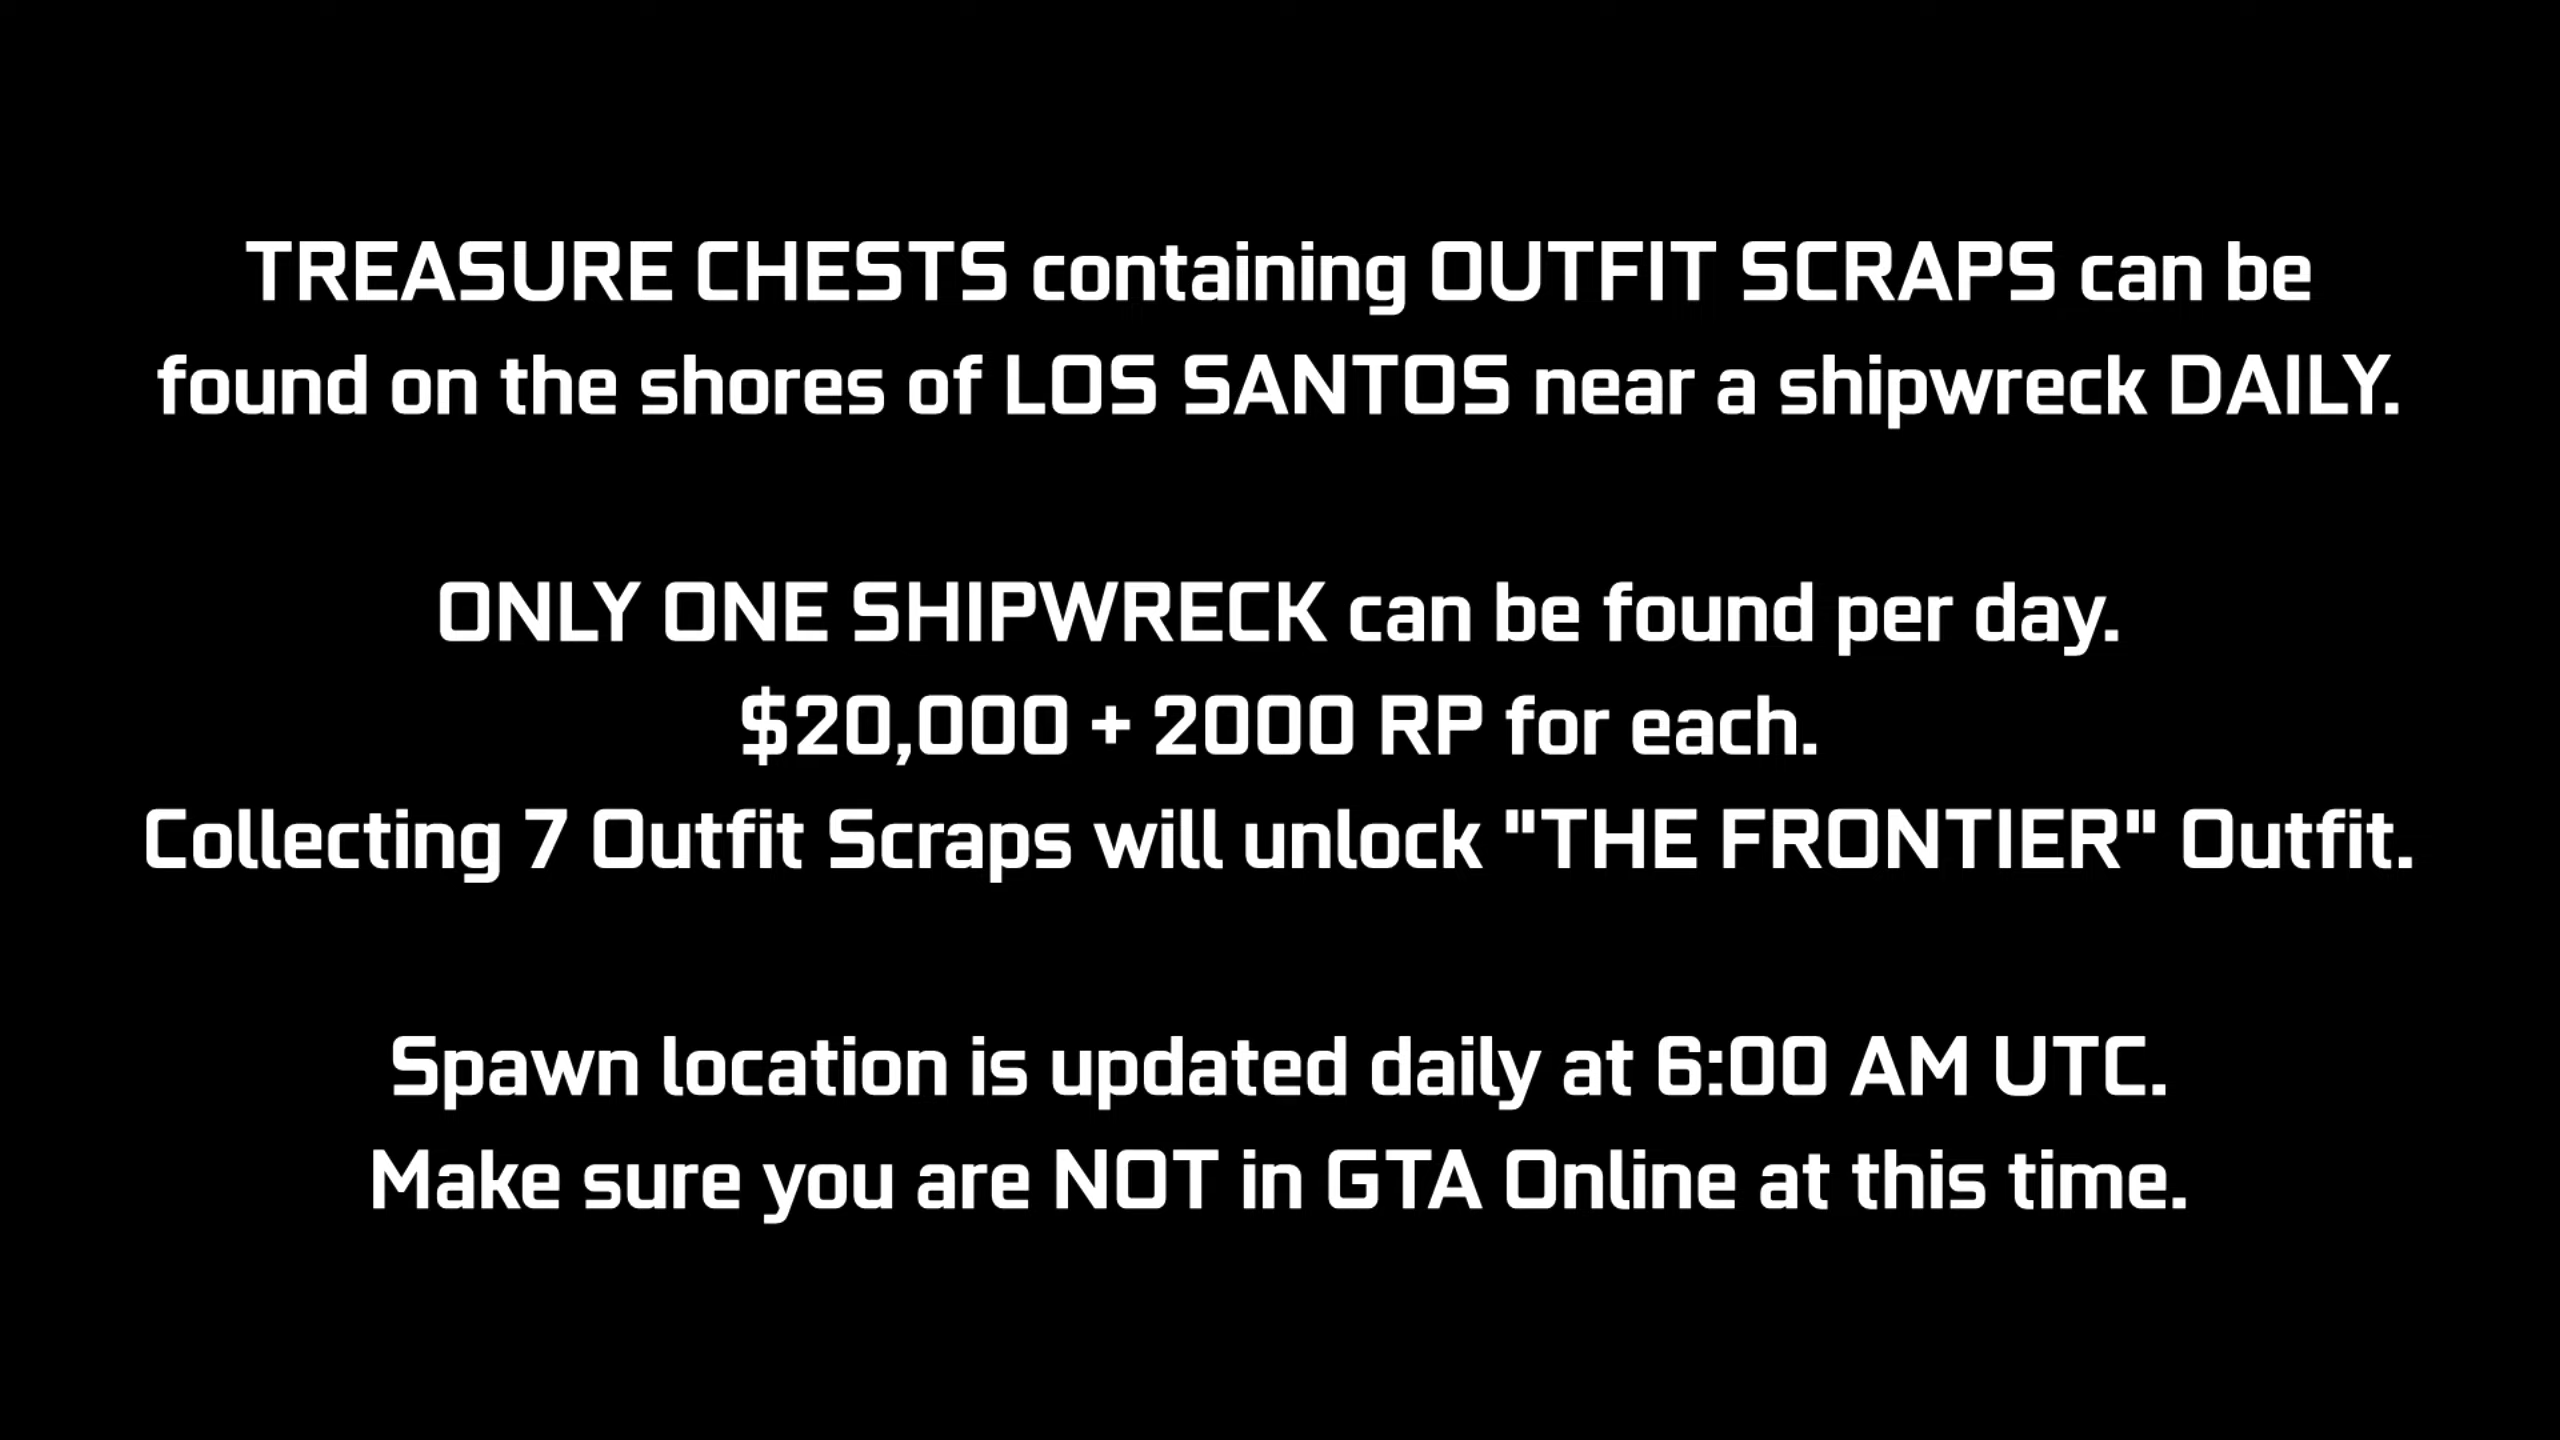 TREASURE CHESTS containing OUTFIT SCRAPS can be
found on the shores of LOS SANTOS near a shipwreck DAILY.
ONLY ONE SHIPWRECK can be found per day.
$20,000 + 2000 RP for each.
Collecting 7 Outfit Scraps will unlock "THE FRONTIER" Outfit.
Spawn location is updated daily at 6:00 AM UTC.
Make sure you are NOT in GTA Online at this time.